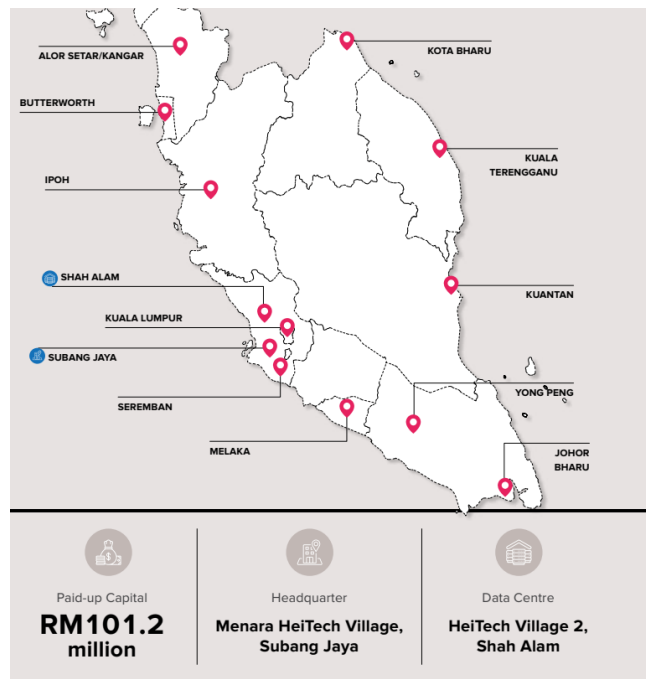 ALOR SETAR/KANGAR
KOTA BHARU
BUTTERWORTH
KUALA
TERENGGANU
IPOH
SHAH ALAM
KUANTAN
KUALA LUMPUR
SUBANG JAYA
YONG PENG
SEREMBAN
MELAKA
JOHOR
BHARU
Paid-up Capital
RM101.2
million
Headquarter
Menara HeiTech Village,
Subang Jaya
Data Centre
HeiTech Village 2,
Shah Alam